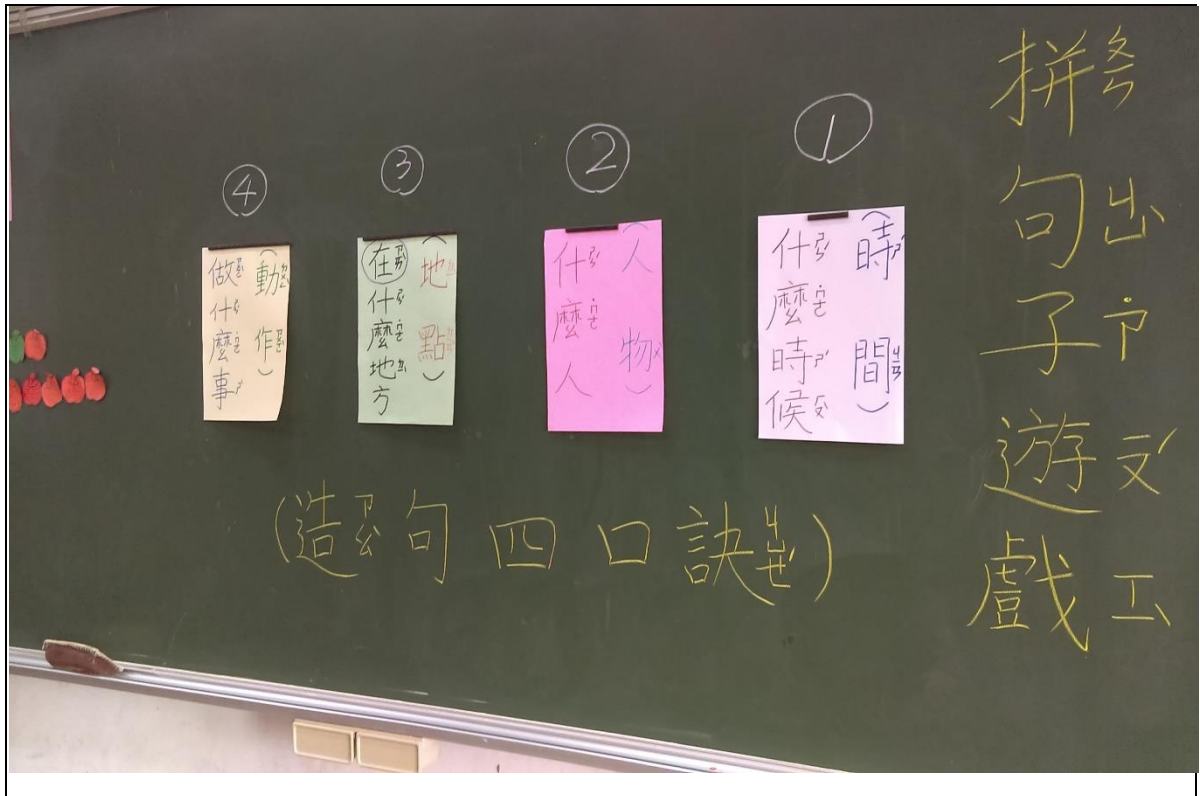 拼句子遊戲
①
（時間）
什麼時候
②
（人物）
什麼人
③
（地點）
在什麼地方
④
（動作）
做什麼事
（造句四口訣）